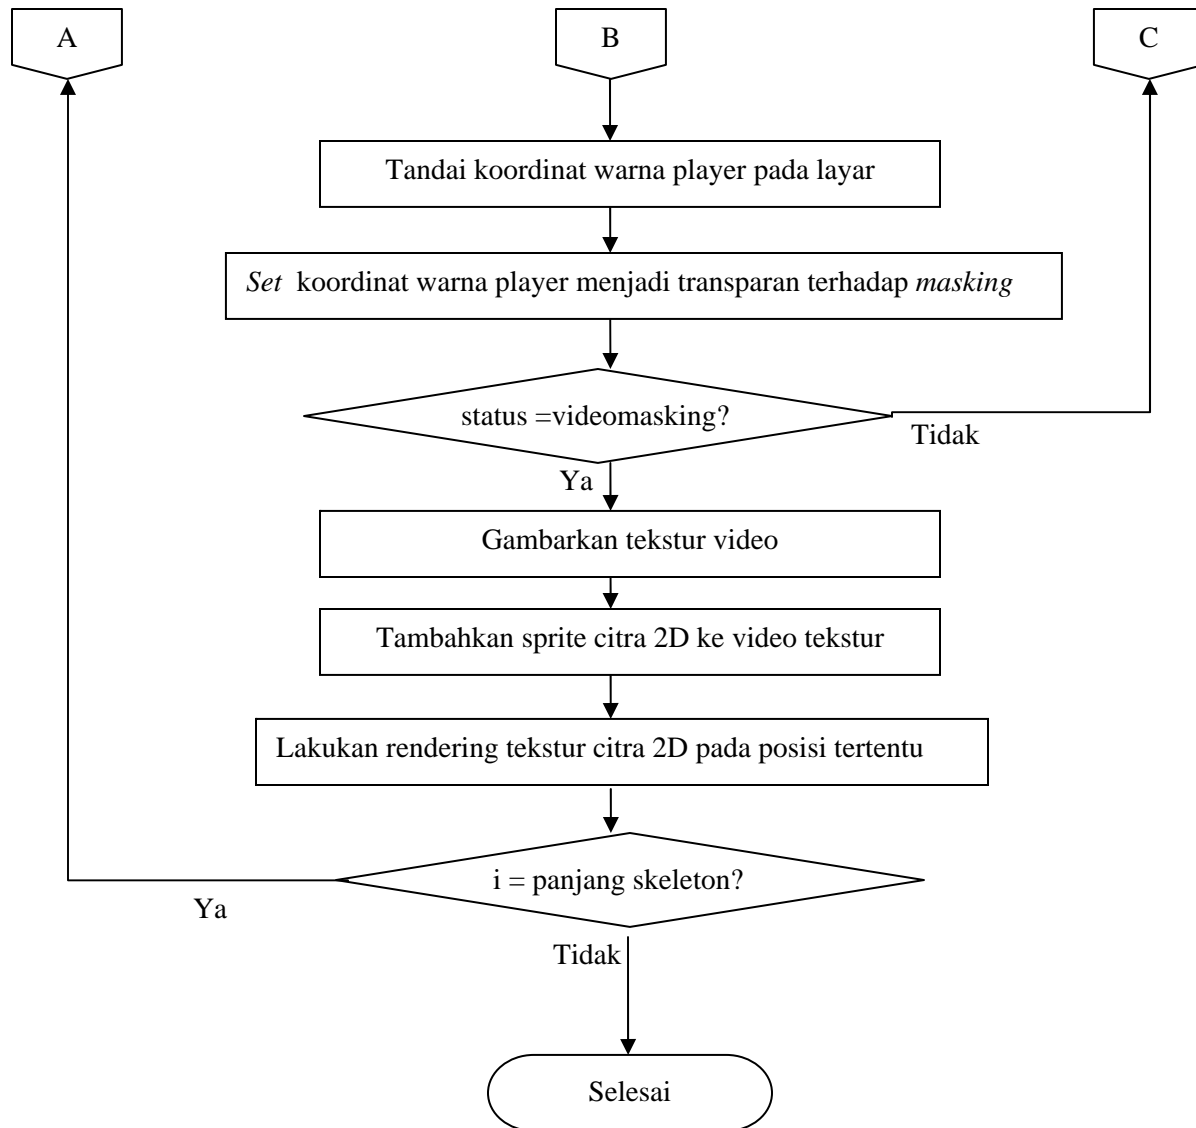 A
B
C
Tandai koordinat warna player pada layar
Set koordinat warna player menjadi transparan terhadap masking
status =videomasking?
Tidak
Ya
Gambarkan tekstur video
Tambahkan sprite citra 2D ke video tekstur
Lakukan rendering tekstur citra 2D pada posisi tertentu
i = panjang skeleton?
Ya
Tidak
Selesai